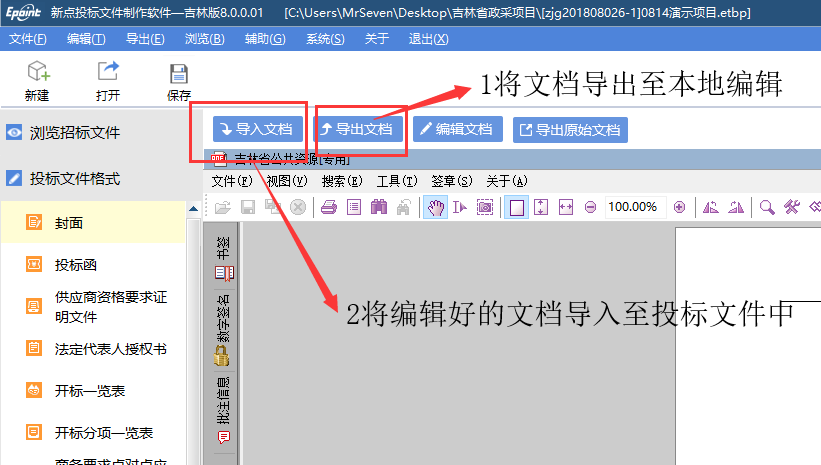 Epoint 新点投标文件制作软件—吉林版8.0.0.01 [C:\Users\MrSeven\Desktop\吉林省政采项目\[zjg201808026-1]0814演示项目.etbp]
文件(F) 编辑(T) 导出(E) 浏览(B) 辅助(G) 系统(S) 关于 退出(X)
新建 打开 保存
1将文档导出至本地编辑
导入文档 导出文档 编辑文档 导出原始文档
浏览招标文件
吉林省公共资源[专用]
投标文件格式
文件(F) 视图(V) 搜索(E) 工具(T) 签章(S) 关于(A)
100.00%
封面
书签
投标函
供应商资格要求证
明文件
数字签名
2将编辑好的文档导入至投标文件中
法定代表人授权书
批注信息
开标一览表
开标分项一览表
商务要求点对点应